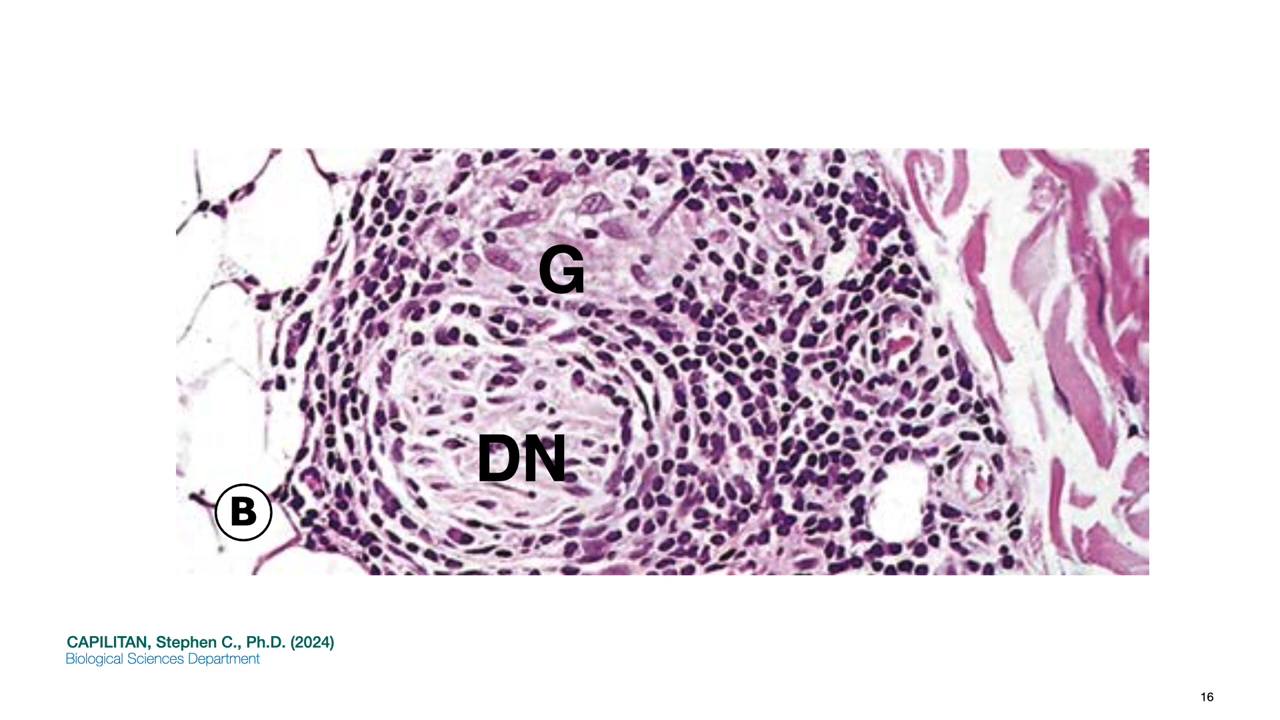 G
DN
B
CAPILITAN, Stephen C., Ph.D. (2024)
Biological Sciences Department
16